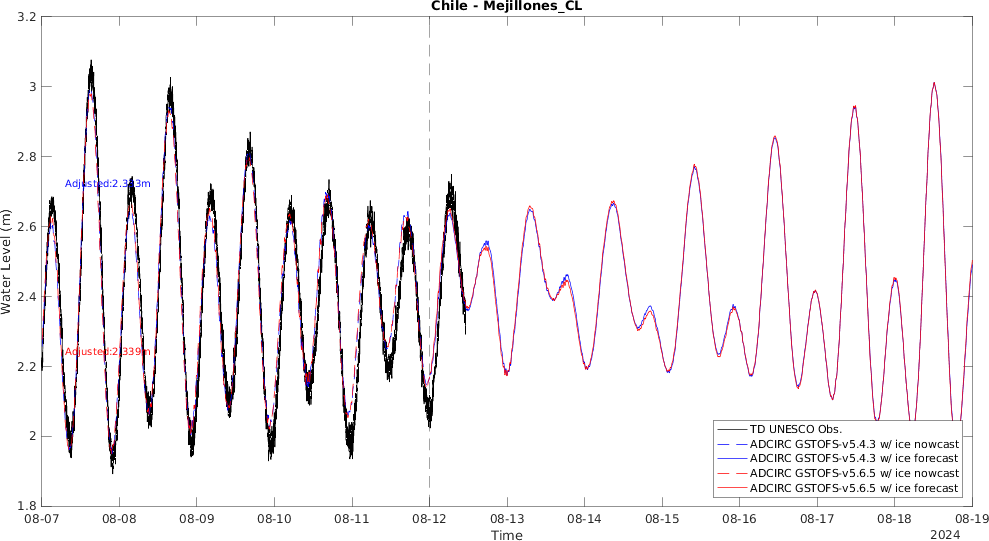 Chile - Mejillones_CL
3.2
3
2.8
2.6
2.4
2.2
2
1.8
Water Level (m)
Adjusted:2.393m
Adjusted:2.339m
TD UNESCO Obs.
ADCIRC GSTOFS-v5.4.3 w/ ice nowcast
ADCIRC GSTOFS-v5.4.3 w/ ice forecast
ADCIRC GSTOFS-v5.6.5 w/ ice nowcast
ADCIRC GSTOFS-v5.6.5 w/ ice forecast
08-07 08-08 08-09 08-10 08-11 08-12 08-13 08-14 08-15 08-16 08-17 08-18 08-19
Time
2024